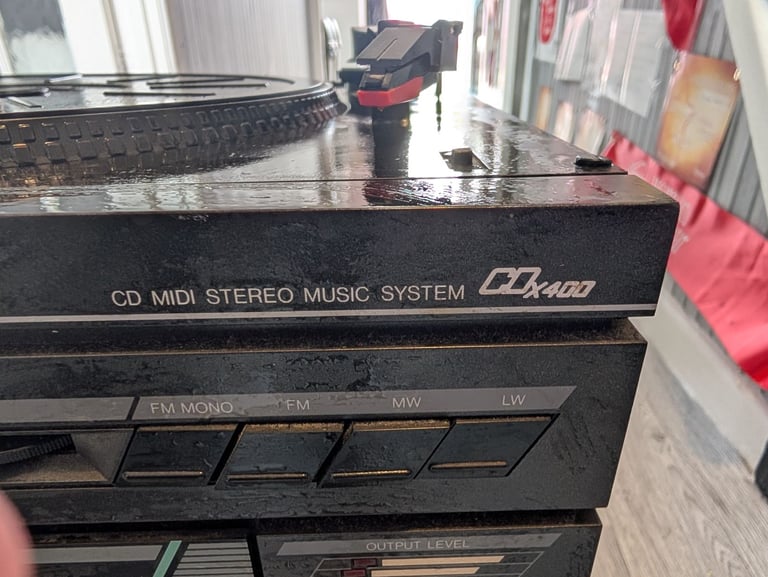 CD MIDI STEREO MUSIC SYSTEM CDX400
FM MONO FM MW LW
OUTPUT LEVEL